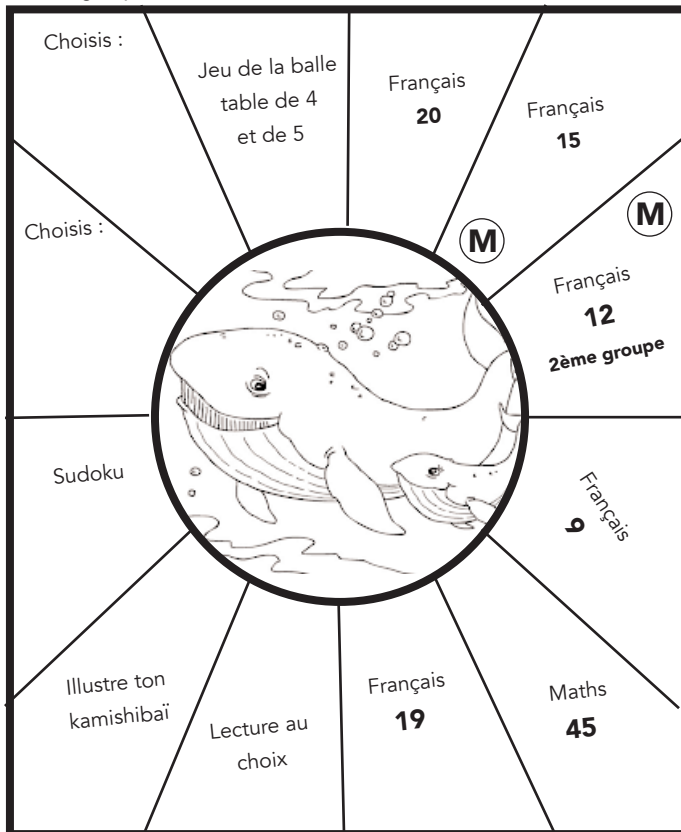 Choisis :
Jeu de la balle
table de 4
et de 5
Français
20
Français
15
M
M
Français
12
2ème groupe
Français
9
Maths
45
Français
19
Lecture au
choix
Illustre ton
kamishibaï
Sudoku
Choisis :